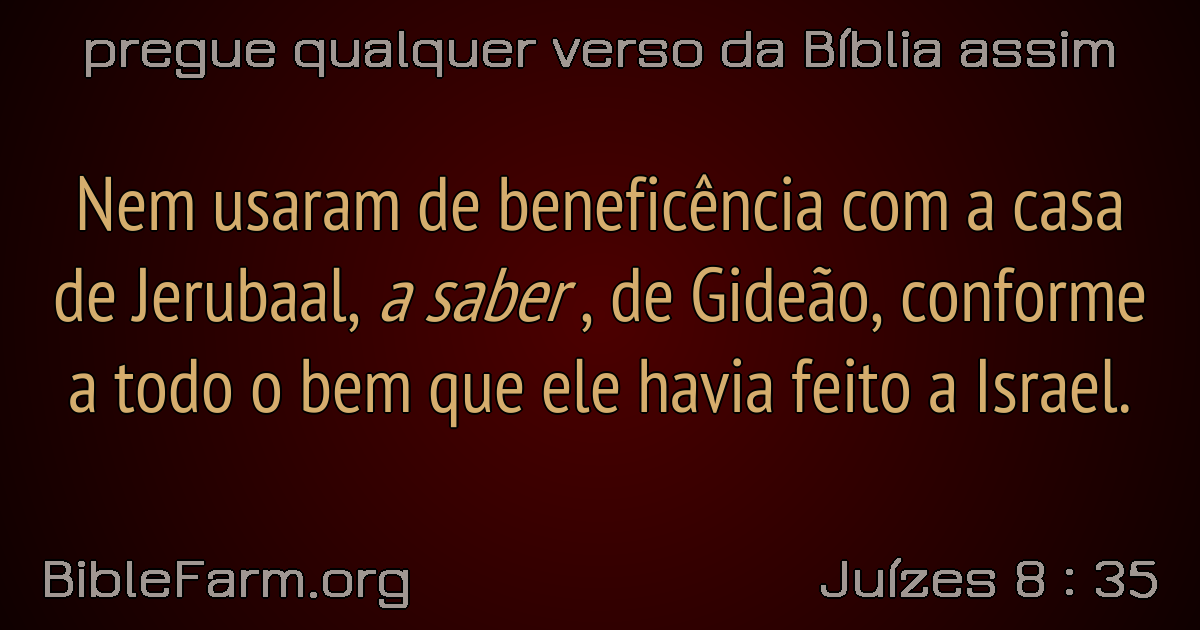 pregue qualquer verso da Bíblia assim
Nem usaram de beneficência com a casa
de Jerubaal, a saber , de Gideão, conforme
a todo o bem que ele havia feito a Israel.
BibleFarm.org
Juízes 8 : 35